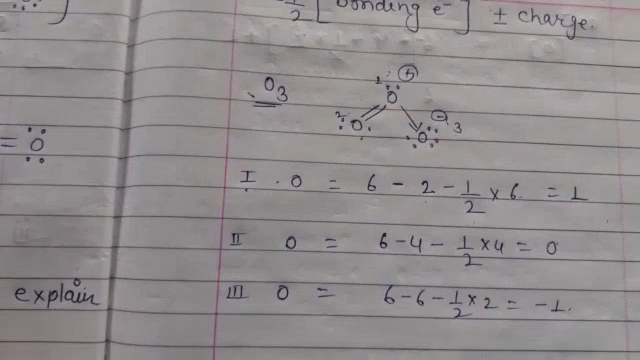 1/2 [bonding e⁻] ± charge.
O₃
1 O ⊕
2 O
O ⊖ 3
= O
I . O = 6 - 2 - 1/2 × 6 = 1
II O = 6-4 - 1/2 × 4 = 0
explain
III O = 6-6-1/2 × 2 = -1.